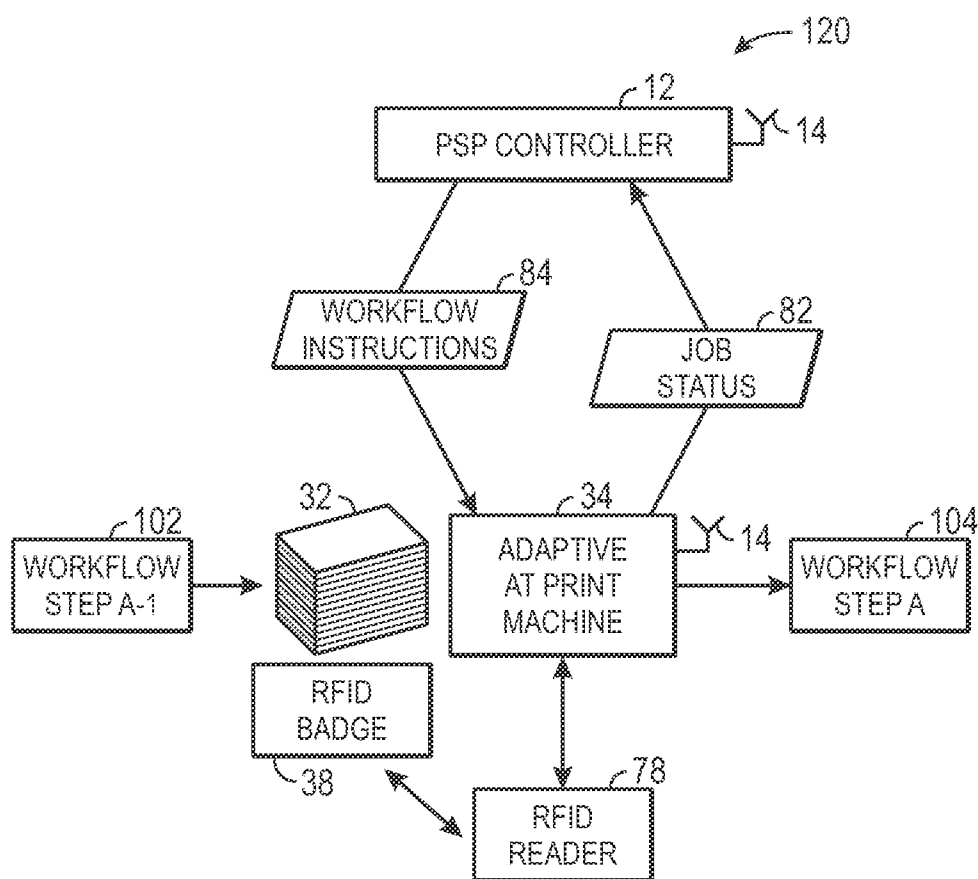 120
12
PSP CONTROLLER
14
84
WORKFLOW
INSTRUCTIONS
82
JOB
STATUS
102
WORKFLOW
STEP A-1
32
34
ADAPTIVE
AT PRINT
MACHINE
14
104
WORKFLOW
STEP A
RFID
BADGE
38
78
RFID
READER